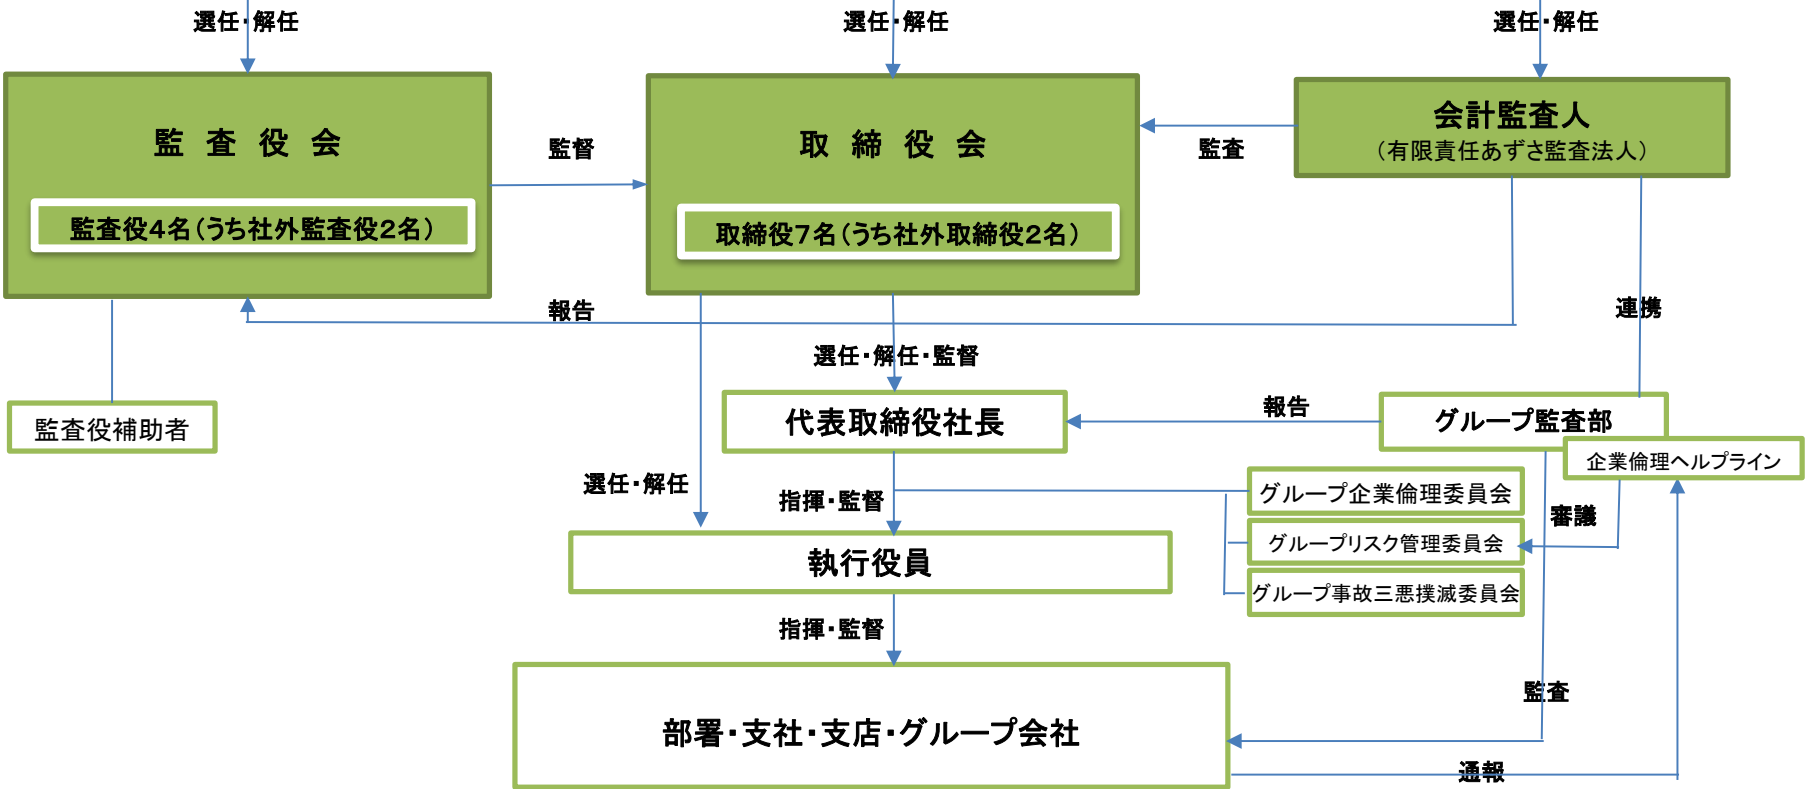 選任・解任
選任・解任
選任・解任
監査役会
監査役4名(うち社外監査役2名)
監督
取締役会
取締役7名(うち社外取締役2名)
監査
会計監査人
(有限責任あずさ監査法人)
報告
連携
選任・解任・監督
監査役補助者
代表取締役社長
報告
グループ監査部
企業倫理ヘルプライン
選任・解任
指揮・監督
グループ企業倫理委員会
審議
グループリスク管理委員会
執行役員
グループ事故三悪撲滅委員会
指揮・監督
監査
部署・支社・支店・グループ会社
通報